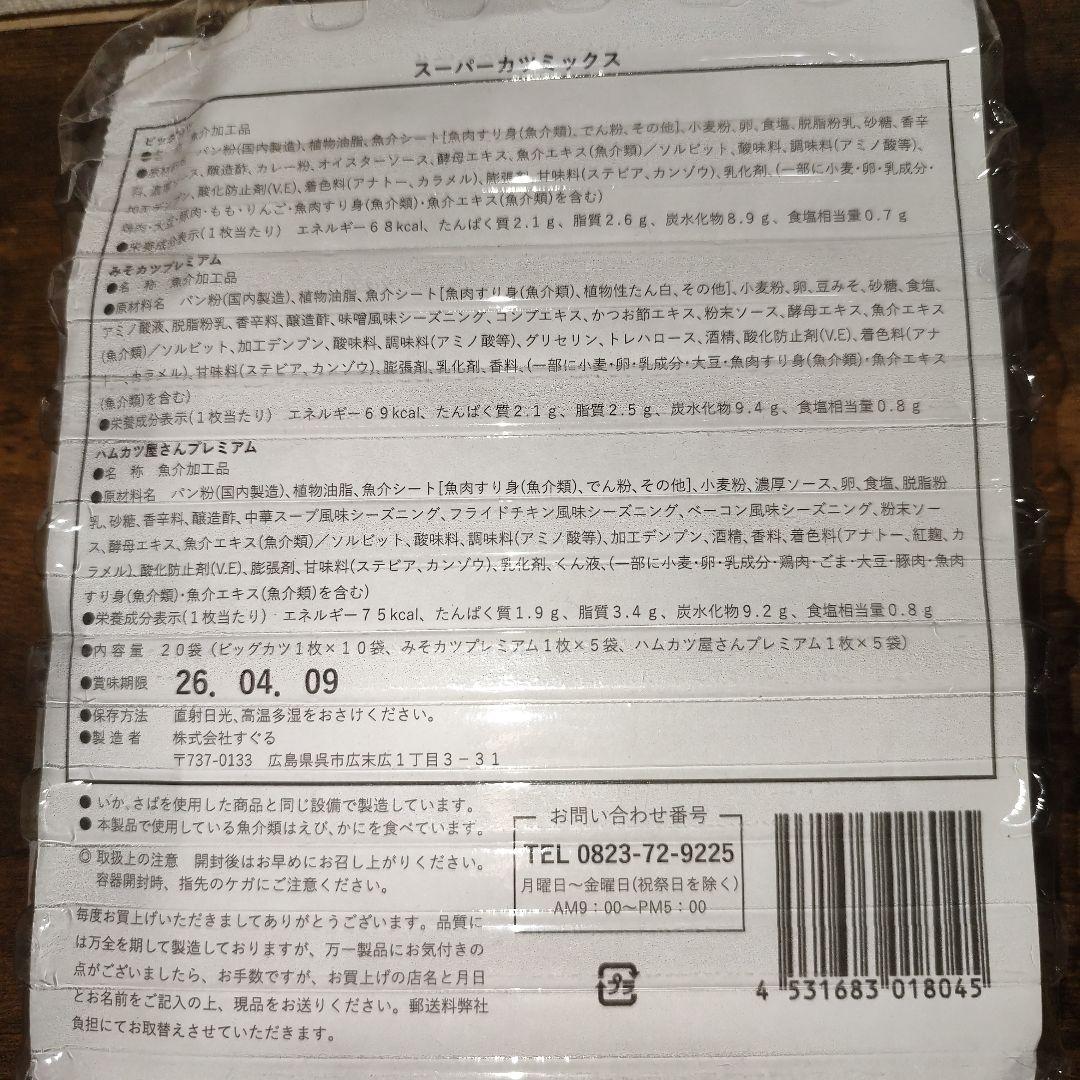 スーパーカツミックス
ビッグカツ
名 称 魚介加工品
●原材料名 パン粉(国内製造)、植物油脂、魚介シート[魚肉すり身(魚介類)、でん粉、その他]、小麦粉、卵、食塩、脱脂粉乳、砂糖、香辛
料、濃厚ソース、醸造酢、カレー粉、オイスターソース、酵母エキス、魚介エキス(魚介類)／ソルビット、酸味料、調味料(アミノ酸等)、
加工デンプン、酸化防止剤(V.E)、着色料(アナトー、カラメル)、膨張剤、甘味料(ステビア、カンゾウ)、乳化剤、(一部に小麦・卵・乳成分・
鶏肉・大豆・豚肉・もも・りんご・魚肉すり身(魚介類)・魚介エキス(魚介類)を含む)
●栄養成分表示(1枚当たり) エネルギー68kcal、たんぱく質2.1g、脂質2.6g、炭水化物8.9g、食塩相当量0.7g
みそカツプレミアム
●名 称 魚介加工品
●原材料名 パン粉(国内製造)、植物油脂、魚介シート[魚肉すり身(魚介類)、植物性たん白、その他]、小麦粉、卵、豆みそ、砂糖、食塩、
アミノ酸液、脱脂粉乳、香辛料、醸造酢、味噌風味シーズニング、コンブエキス、かつお節エキス、粉末ソース、酵母エキス、魚介エキス
(魚介類)／ソルビット、加工デンプン、酸味料、調味料(アミノ酸等)、グリセリン、トレハロース、酒精、酸化防止剤(V.E)、着色料(アナ
トー、カラメル)、甘味料(ステビア、カンゾウ)、膨張剤、乳化剤、香料、(一部に小麦・卵・乳成分・大豆・魚肉すり身(魚介類)・魚介エキス
(魚介類)を含む)
●栄養成分表示(1枚当たり) エネルギー69kcal、たんぱく質2.1g、脂質2.5g、炭水化物9.4g、食塩相当量0.8g
ハムカツ屋さんプレミアム
●名 称 魚介加工品
●原材料名 パン粉(国内製造)、植物油脂、魚介シート[魚肉すり身(魚介類)、でん粉、その他]、小麦粉、濃厚ソース、卵、食塩、脱脂粉
乳、砂糖、香辛料、醸造酢、中華スープ風味シーズニング、フライドチキン風味シーズニング、ベーコン風味シーズニング、粉末ソー
ス、酵母エキス、魚介エキス(魚介類)／ソルビット、酸味料、調味料(アミノ酸等)、加工デンプン、酒精、香料、着色料(アナトー、紅麹、カ
ラメル)、酸化防止剤(V.E)、膨張剤、甘味料(ステビア、カンゾウ)、乳化剤、くん液、(一部に小麦・卵・乳成分・鶏肉・ごま・大豆・豚肉・魚肉
すり身(魚介類)・魚介エキス(魚介類)を含む)
●栄養成分表示(1枚当たり) エネルギー75kcal、たんぱく質1.9g、脂質3.4g、炭水化物9.2g、食塩相当量0.8g
●内容量 20袋（ビッグカツ1枚×10袋、みそカツプレミアム1枚×5袋、ハムカツ屋さんプレミアム1枚×5袋）
●賞味期限 26. 04. 09
●保存方法 直射日光、高温多湿をおさけください。
●製造者 株式会社すぐる
〒737-0133 広島県呉市広末広1丁目3－31
● いか、さばを使用した商品と同じ設備で製造しています。
● 本製品で使用している魚介類はえび、かにを食べています。
◎ 取扱上の注意 開封後はお早めにお召し上がりください。
容器開封時、指先のケガにご注意ください。
毎度お買上げいただきましてありがとうございます。品質に
は万全を期して製造しておりますが、万一製品にお気付きの
点がございましたら、お手数ですが、お買上げの店名と月日
とお名前をご記入の上、現品をお送りください。郵送料弊社
負担にてお取替えさせていただきます。
お問い合わせ番号
TEL 0823-72-9225
月曜日～金曜日(祝祭日を除く)
AM9：00～PM5：00
プラ
4 531683 018045